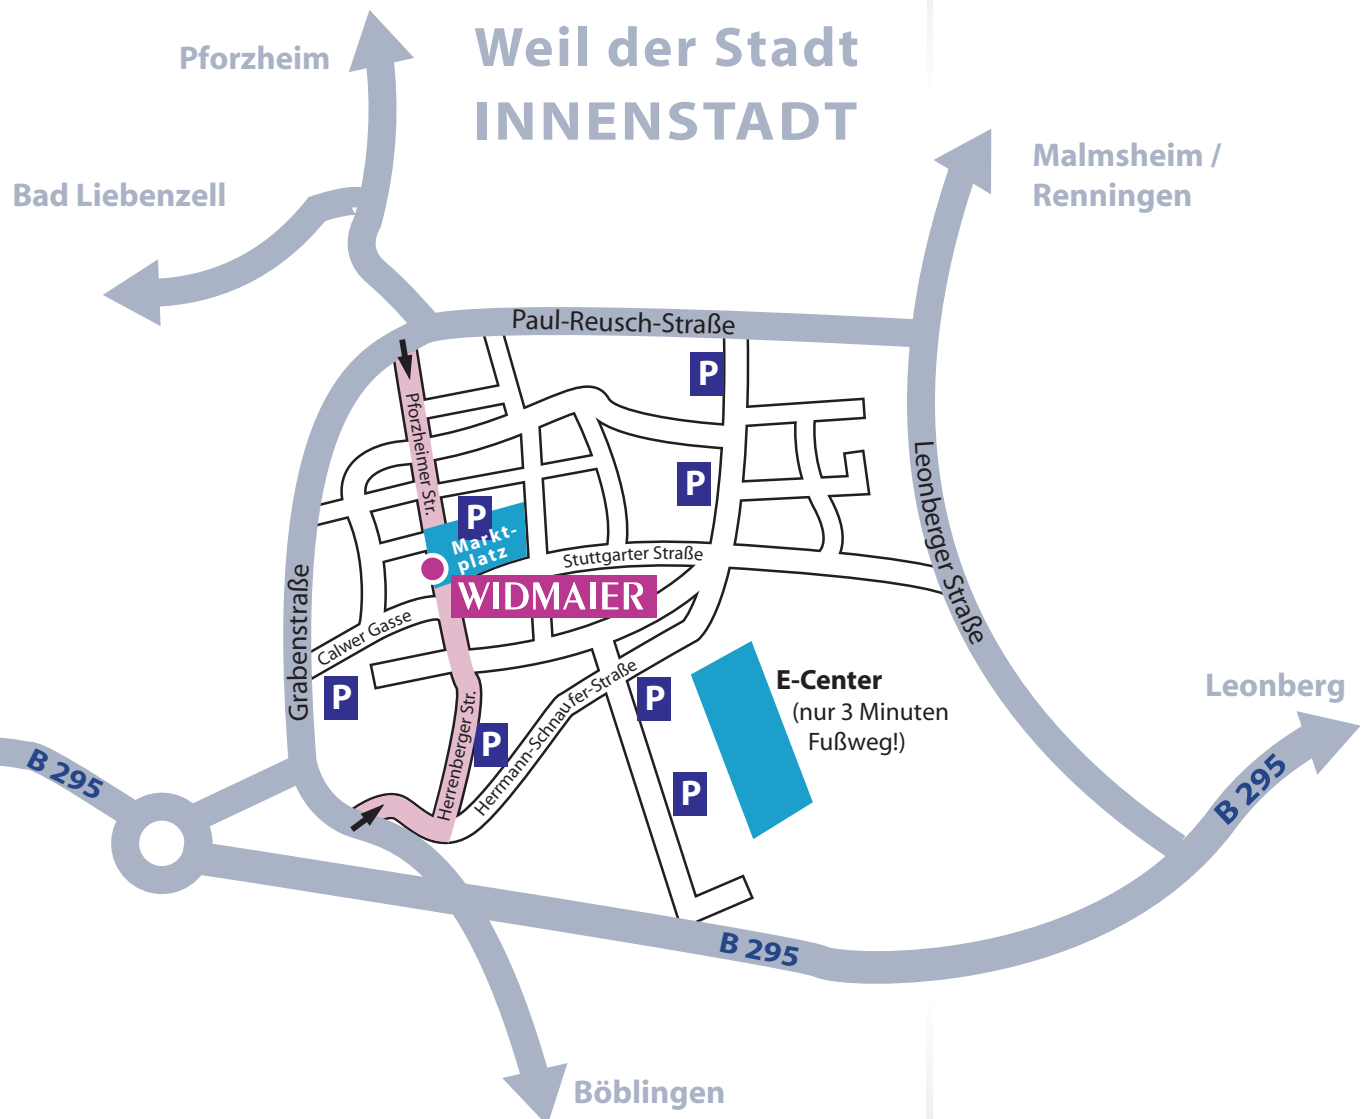 Weil der Stadt
INNENSTADT
Pforzheim
Malmsheim /
Renningen
Bad Liebenzell
Paul-Reusch-Straße
P
Pforzheimer Str.
P
Leonberger Straße
P
Markt-
platz
Stuttgarter Straße
WIDMAIER
Grabenstraße
Calwer Gasse
P
P
E-Center
(nur 3 Minuten
Fußweg!)
Leonberg
Herrenberger Str.
P
Herrmann-Schnaufer-Straße
P
B 295
B 295
B 295
Böblingen